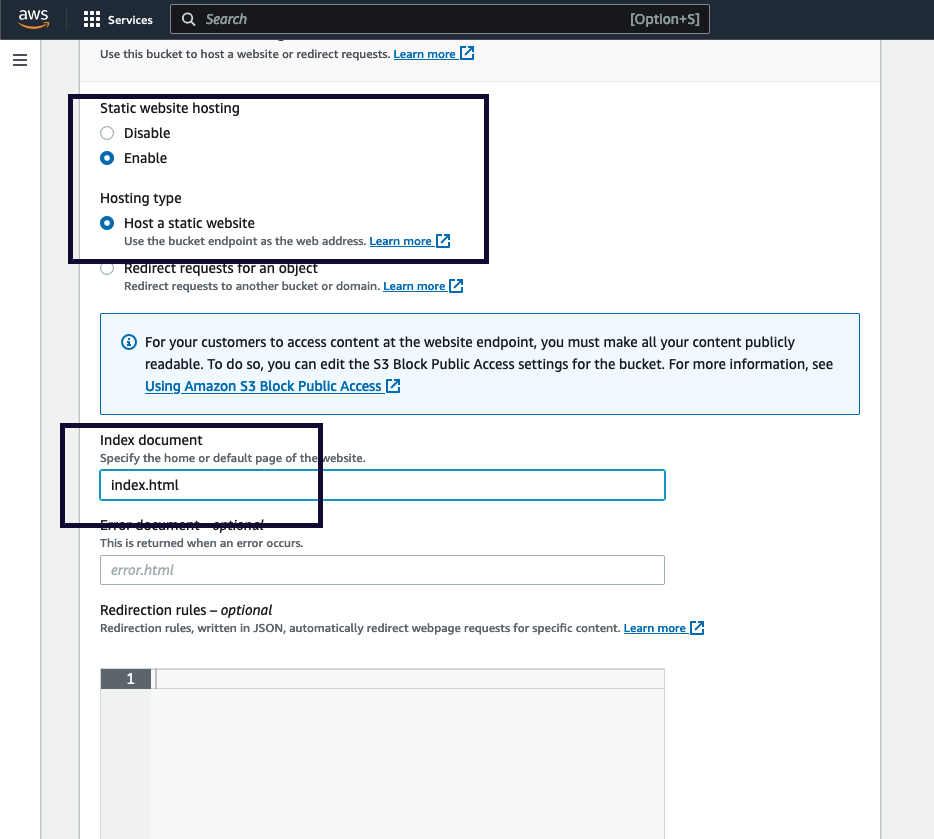 aws
Services
Search
[Option+S]
Use this bucket to host a website or redirect requests. Learn more
Static website hosting
Disable
Enable
Hosting type
Host a static website
Use the bucket endpoint as the web address. Learn more
Redirect requests for an object
Redirect requests to another bucket or domain. Learn more
For your customers to access content at the website endpoint, you must make all your content publicly
readable. To do so, you can edit the S3 Block Public Access settings for the bucket. For more information, see
Using Amazon S3 Block Public Access
Index document
Specify the home or default page of the website.
index.html
Error document - optional
This is returned when an error occurs.
error.html
Redirection rules – optional
Redirection rules, written in JSON, automatically redirect webpage requests for specific content. Learn more
1